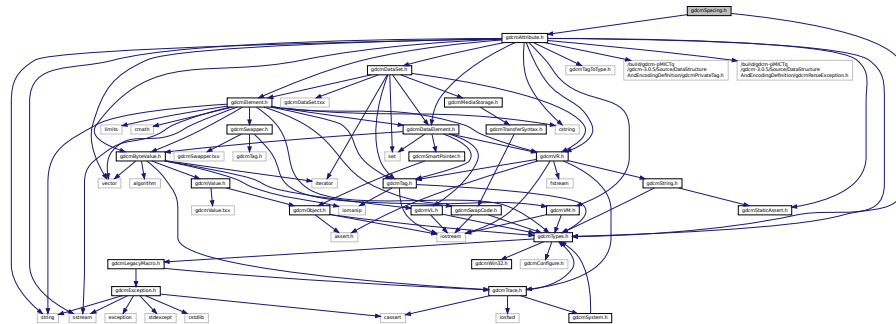 gdcmSpacing.h
gdcmAttribute.h
gdcmDataSet.h
gdcmTagToType.h
/build/gdcm-pMICTq
/gdcm-3.0.5/Source/DataStructure
AndEncodingDefinition/gdcmPrivateTag.h
/build/gdcm-pMICTq
/gdcm-3.0.5/Source/DataStructure
AndEncodingDefinition/gdcmParseException.h
gdcmElement.h
gdcmDataSet.txx
gdcmMediaStorage.h
limits
cmath
gdcmSwapper.h
gdcmDataElement.h
gdcmTransferSyntax.h
cstring
gdcmByteValue.h
gdcmSwapper.txx
gdcmTag.h
set
gdcmSmartPointer.h
gdcmVR.h
vector
algorithm
gdcmValue.h
iterator
gdcmTag.h
fstream
gdcmString.h
gdcmValue.txx
gdcmObject.h
iomanip
gdcmVL.h
gdcmSwapCode.h
gdcmVM.h
gdcmStaticAssert.h
assert.h
iostream
gdcmTypes.h
gdcmLegacyMacro.h
gdcmWin32.h
gdcmConfigure.h
gdcmException.h
gdcmTrace.h
string
sstream
exception
stdexcept
cstdlib
cassert
iosfwd
gdcmSystem.h